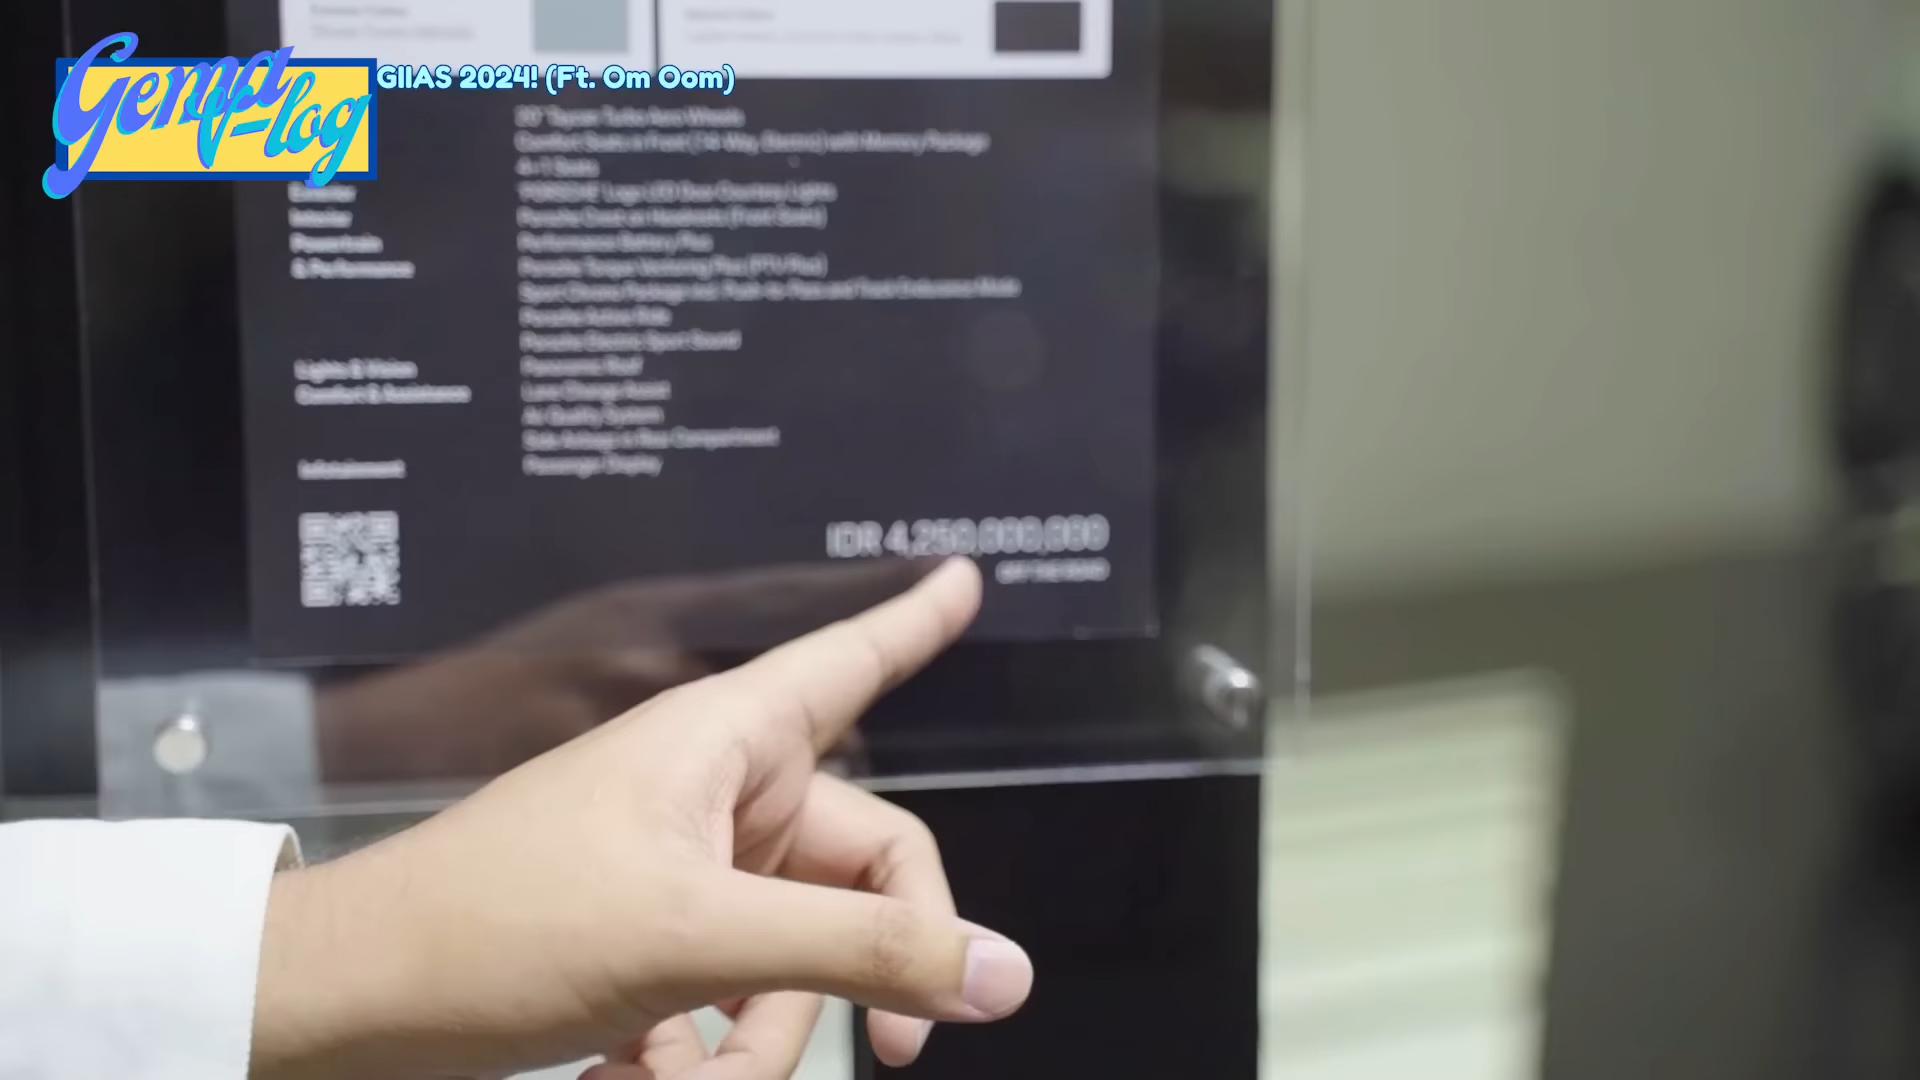 Gema
V-log
GIIAS 2024! (Ft. Om Oom)
20" Taycan Turbo Aero Wheels
Comfort Seats in Front (14-Way, Electric) with Memory Package
4+1 Seats
'PORSCHE' Logo LED Door Courtesy Lights
Porsche Crest on Headrests (Front Seats)
Performance Battery Plus
Porsche Torque Vectoring Plus (PTV Plus)
Sport Chrono Package incl. Push-to-Pass and Track Endurance Mode
Porsche Active Ride
Porsche Electric Sport Sound
Panoramic Roof
Lane Change Assist
Air Quality System
Side Airbags in Rear Compartment
Passenger Display
Exterior
Interior
Powertrain
& Performance
Lights & Vision
Comfort & Assistance
Infotainment
IDR 4,250,000,000
OFF THE ROAD